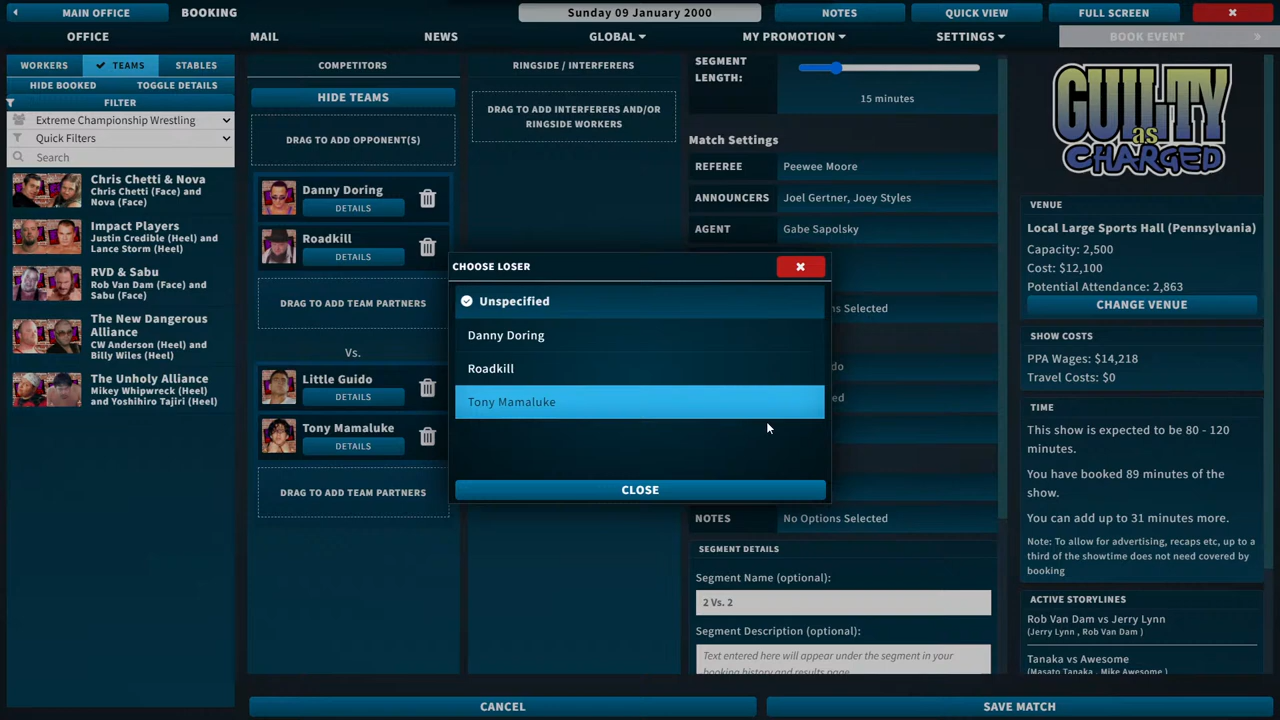 MAIN OFFICE
BOOKING
Sunday 09 January 2000
NOTES
QUICK VIEW
FULL SCREEN
OFFICE
MAIL
NEWS
GLOBAL
MY PROMOTION
SETTINGS
BOOK EVENT
WORKERS
TEAMS
STABLES
HIDE BOOKED
TOGGLE DETAILS
FILTER
Extreme Championship Wrestling
Quick Filters
Search
Chris Chetti & Nova
Chris Chetti (Face) and
Nova (Face)
Impact Players
Justin Credible (Heel) and
Lance Storm (Heel)
RVD & Sabu
Rob Van Dam (Face) and
Sabu (Face)
The New Dangerous
Alliance
CW Anderson (Heel) and
Billy Wiles (Heel)
The Unholy Alliance
Mikey Whipwreck (Heel)
and Yoshihiro Tajiri (Heel)
COMPETITORS
HIDE TEAMS
DRAG TO ADD OPPONENT(S)
Danny Doring
DETAILS
Roadkill
DETAILS
DRAG TO ADD TEAM PARTNERS
Vs.
Little Guido
DETAILS
Tony Mamaluke
DETAILS
DRAG TO ADD TEAM PARTNERS
RINGSIDE / INTERFERERS
DRAG TO ADD INTERFERERS AND/OR
RINGSIDE WORKERS
CHOOSE LOSER
Unspecified
Danny Doring
Roadkill
Tony Mamaluke
CLOSE
SEGMENT
LENGTH:
15 minutes
Match Settings
REFEREE
Peewee Moore
ANNOUNCERS
Joel Gertner, Joey Styles
AGENT
Gabe Sapolsky
Selected
NOTES
No Options Selected
SEGMENT DETAILS
Segment Name (optional):
2 Vs. 2
Segment Description (optional):
Text entered here will appear under the segment in your
booking history and results page.
GUILTY
as
CHARGED
VENUE
Local Large Sports Hall (Pennsylvania)
Capacity: 2,500
Cost: $12,100
Potential Attendance: 2,863
CHANGE VENUE
SHOW COSTS
PPA Wages: $14,218
Travel Costs: $0
TIME
This show is expected to be 80 - 120
minutes.
You have booked 89 minutes of the
show.
You can add up to 31 minutes more.
Note: To allow for advertising, recaps etc, up to a
third of the showtime does not need covered by
booking
ACTIVE STORYLINES
Rob Van Dam vs Jerry Lynn
(Jerry Lynn , Rob Van Dam )
Tanaka vs Awesome
(Masato Tanaka , Mike Awesome )
CANCEL
SAVE MATCH